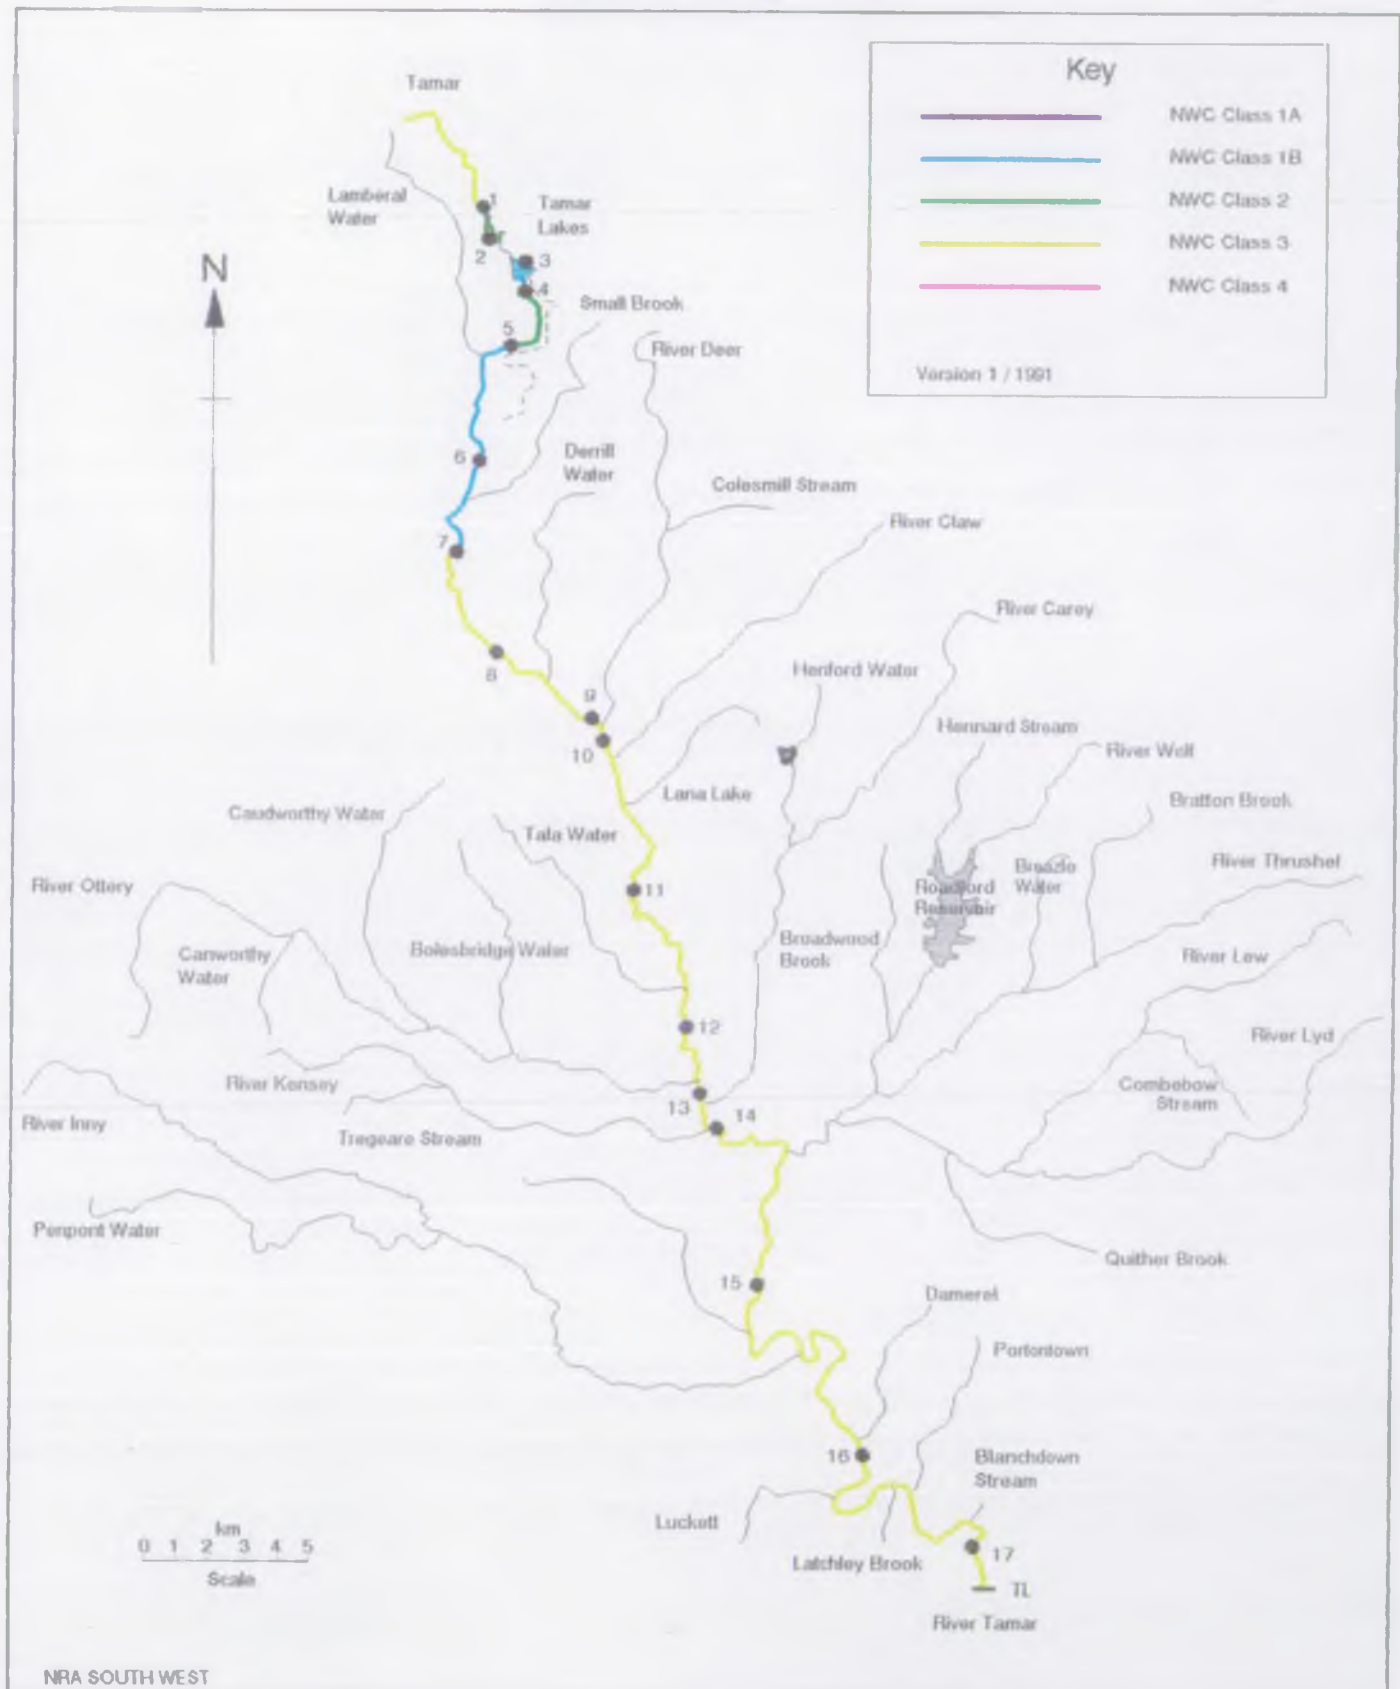 Key
NWC Class 1A
NWC Class 1B
NWC Class 2
NWC Class 3
NWC Class 4
Version 1 / 1991
Tamar
Lamberal
Water
1
Tamar
Lakes
2
3
4
N
Small Brook
5
River Deer
6
Derrill
Water
Colesmill Stream
River Claw
7
River Carey
8
Henford Water
9
Hennard Stream
10
River Wolf
Lana Lake
Bratton Brook
Caudworthy Water
Tala Water
River Thrushel
River Ottery
11
Roadford
Reservoir
Breazle
Water
Canworthy
Water
Bolesbridge Water
Broadwood
Brook
River Lew
12
River Lyd
River Kensey
Combebow
Stream
River Inny
13
14
Tregeare Stream
Penpont Water
Quither Brook
15
Damerel
Portontown
16
Blanchdown
Stream
Luckett
km
0 1 2 3 4 5
Scale
Latchley Brook
17
TL
River Tamar
NRA SOUTH WEST